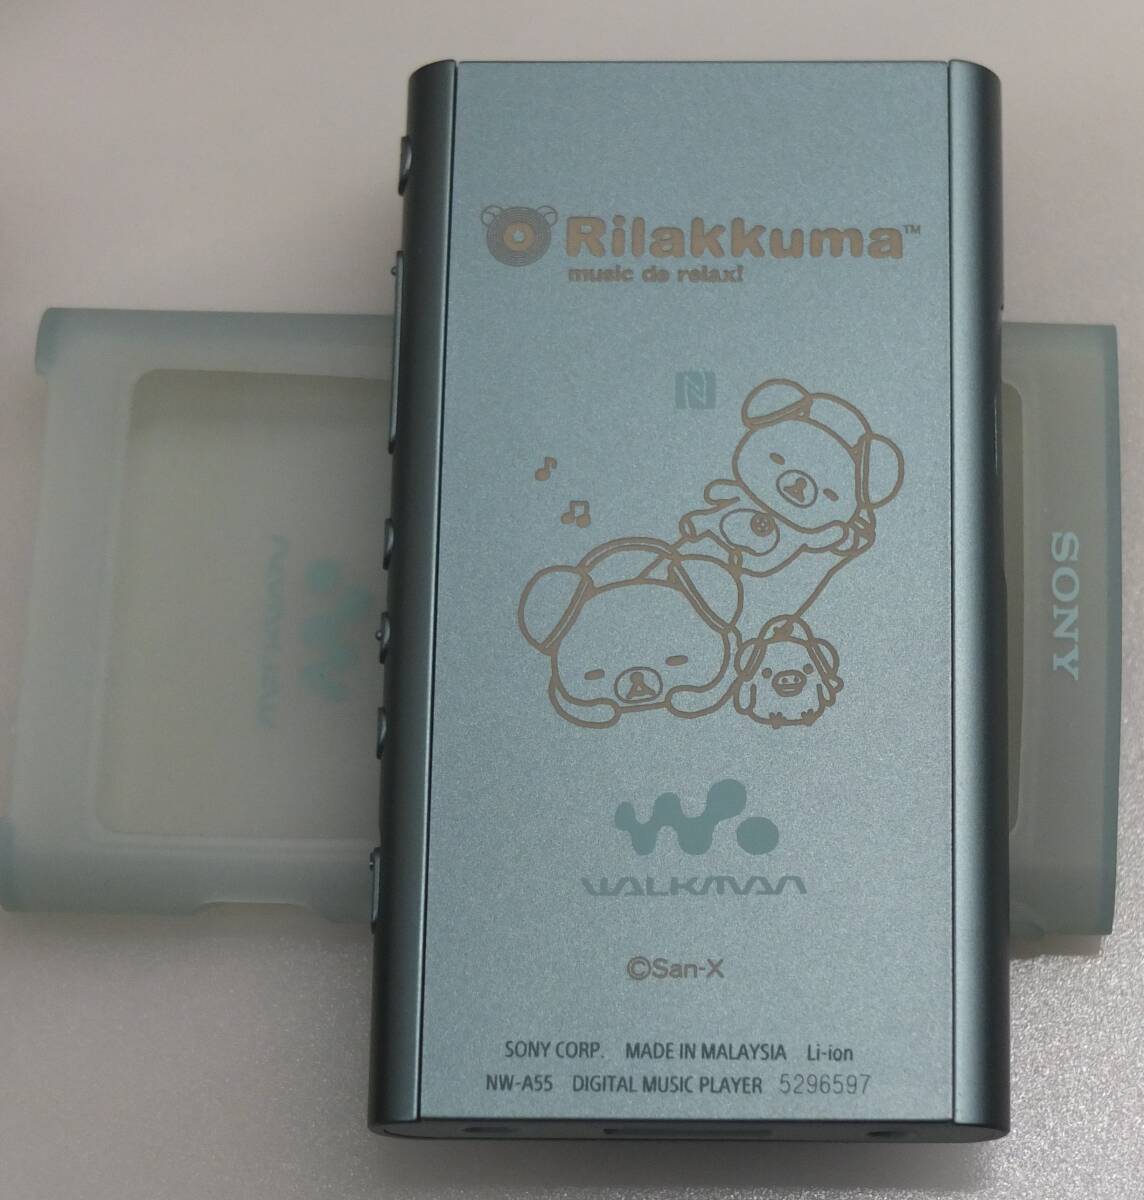 Rilakkuma™
music de relax!
N
WALKMAN
©San-X
SONY CORP. MADE IN MALAYSIA Li-ion
NW-A55 DIGITAL MUSIC PLAYER 5296597
SONY
WALKMAN